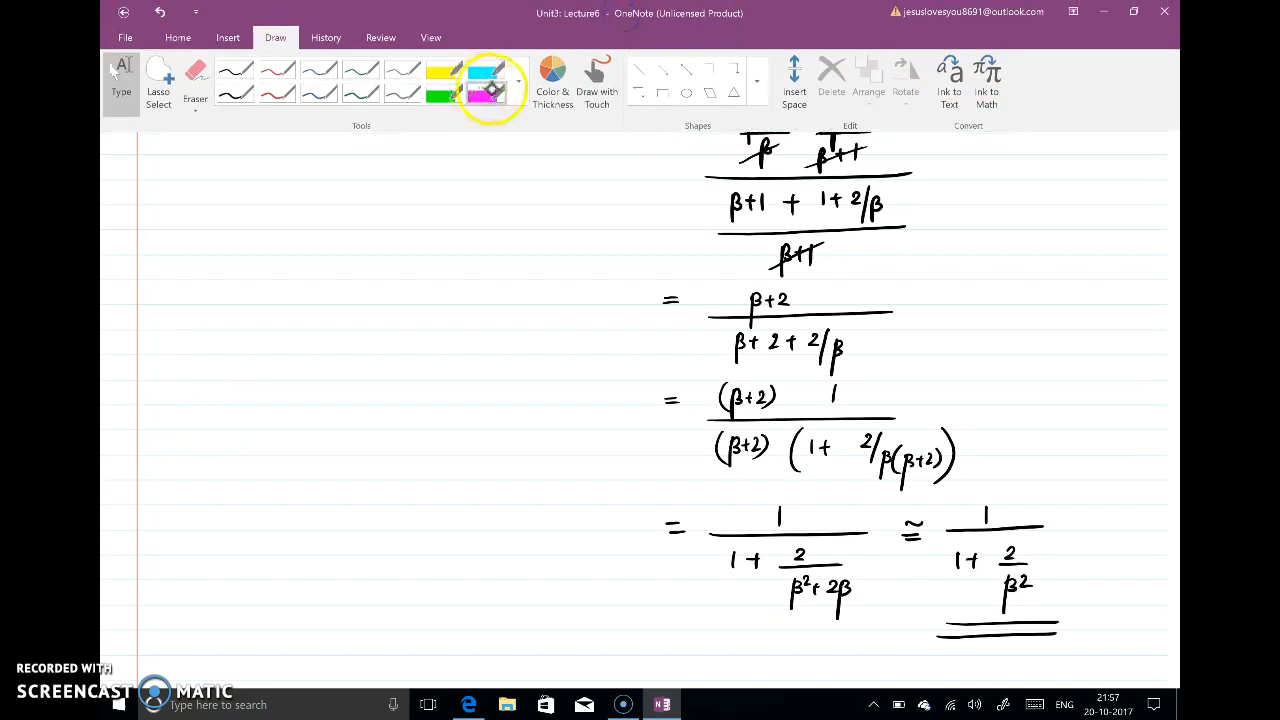 Unit3: Lecture6 - OneNote (Unlicensed Product)
jesuslovesyou8691@outlook.com
File Home Insert Draw History Review View
Type
Lasso Select
Eraser
Color & Thickness
Draw with Touch
Insert Space
Delete
Arrange
Rotate
Ink to Text
Ink to Math
Tools
Shapes
Edit
Convert
β β+1
β+1 + 1+2/β
β+1
= β+2
β+2+2/β
= (β+2) 1
(β+2) (1+ 2/β(β+2))
= 1 ≅ 1
1+ 2 1+ 2
β²+2β β²
RECORDED WITH
SCREENCAST MATIC
Type here to search
ENG
21:57
20-10-2017